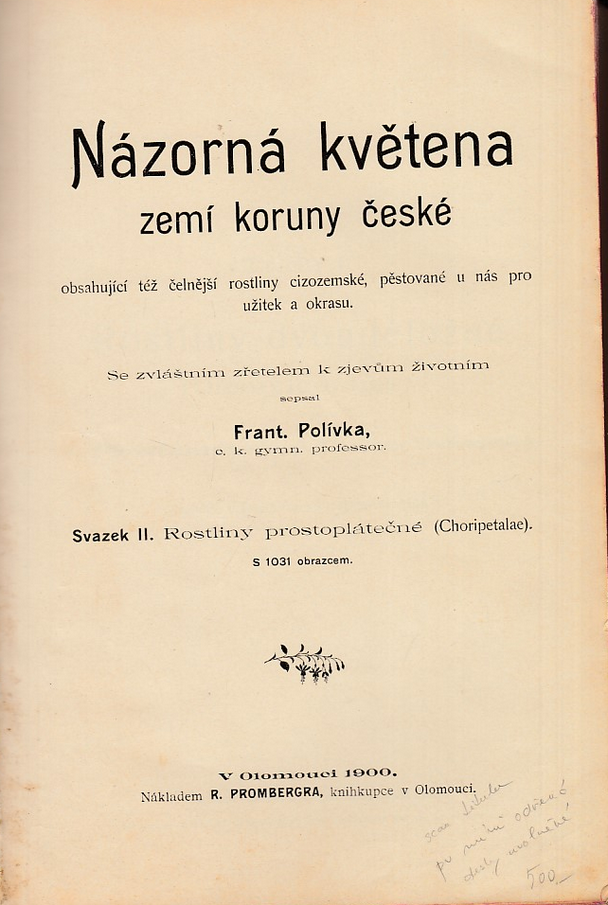 Názorná květena
zemí koruny české
obsahující též čelnější rostliny cizozemské, pěstované u nás pro
užitek a okrasu.
Se zvláštním zřetelem k zjevům životním
sepsal
Frant. Polívka,
c. k. gymn. professor.
Svazek II. Rostliny prostoplátečné (Choripetalae).
S 1031 obrazcem.
V Olomouci 1900.
Nákladem R. PROMBERGRA, knihkupce v Olomouci.
desky
500.–